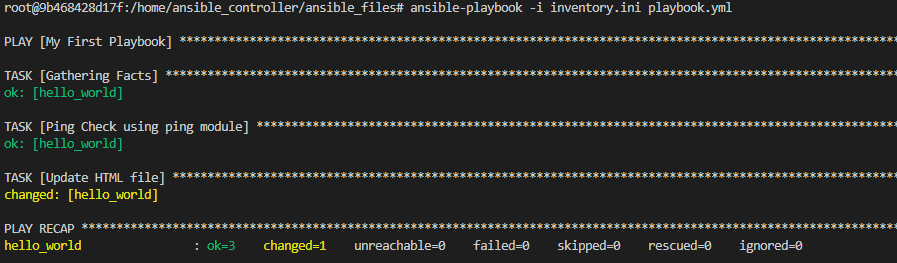 root@9b468428d17f:/home/ansible_controller/ansible_files# ansible-playbook -i inventory.ini playbook.yml
PLAY [My First Playbook] ******************************************************************************************************
TASK [Gathering Facts] ********************************************************************************************************
ok: [hello_world]
TASK [Ping Check using ping module] *******************************************************************************************
ok: [hello_world]
TASK [Update HTML file] *******************************************************************************************************
changed: [hello_world]
PLAY RECAP ********************************************************************************************************************
hello_world : ok=3 changed=1 unreachable=0 failed=0 skipped=0 rescued=0 ignored=0